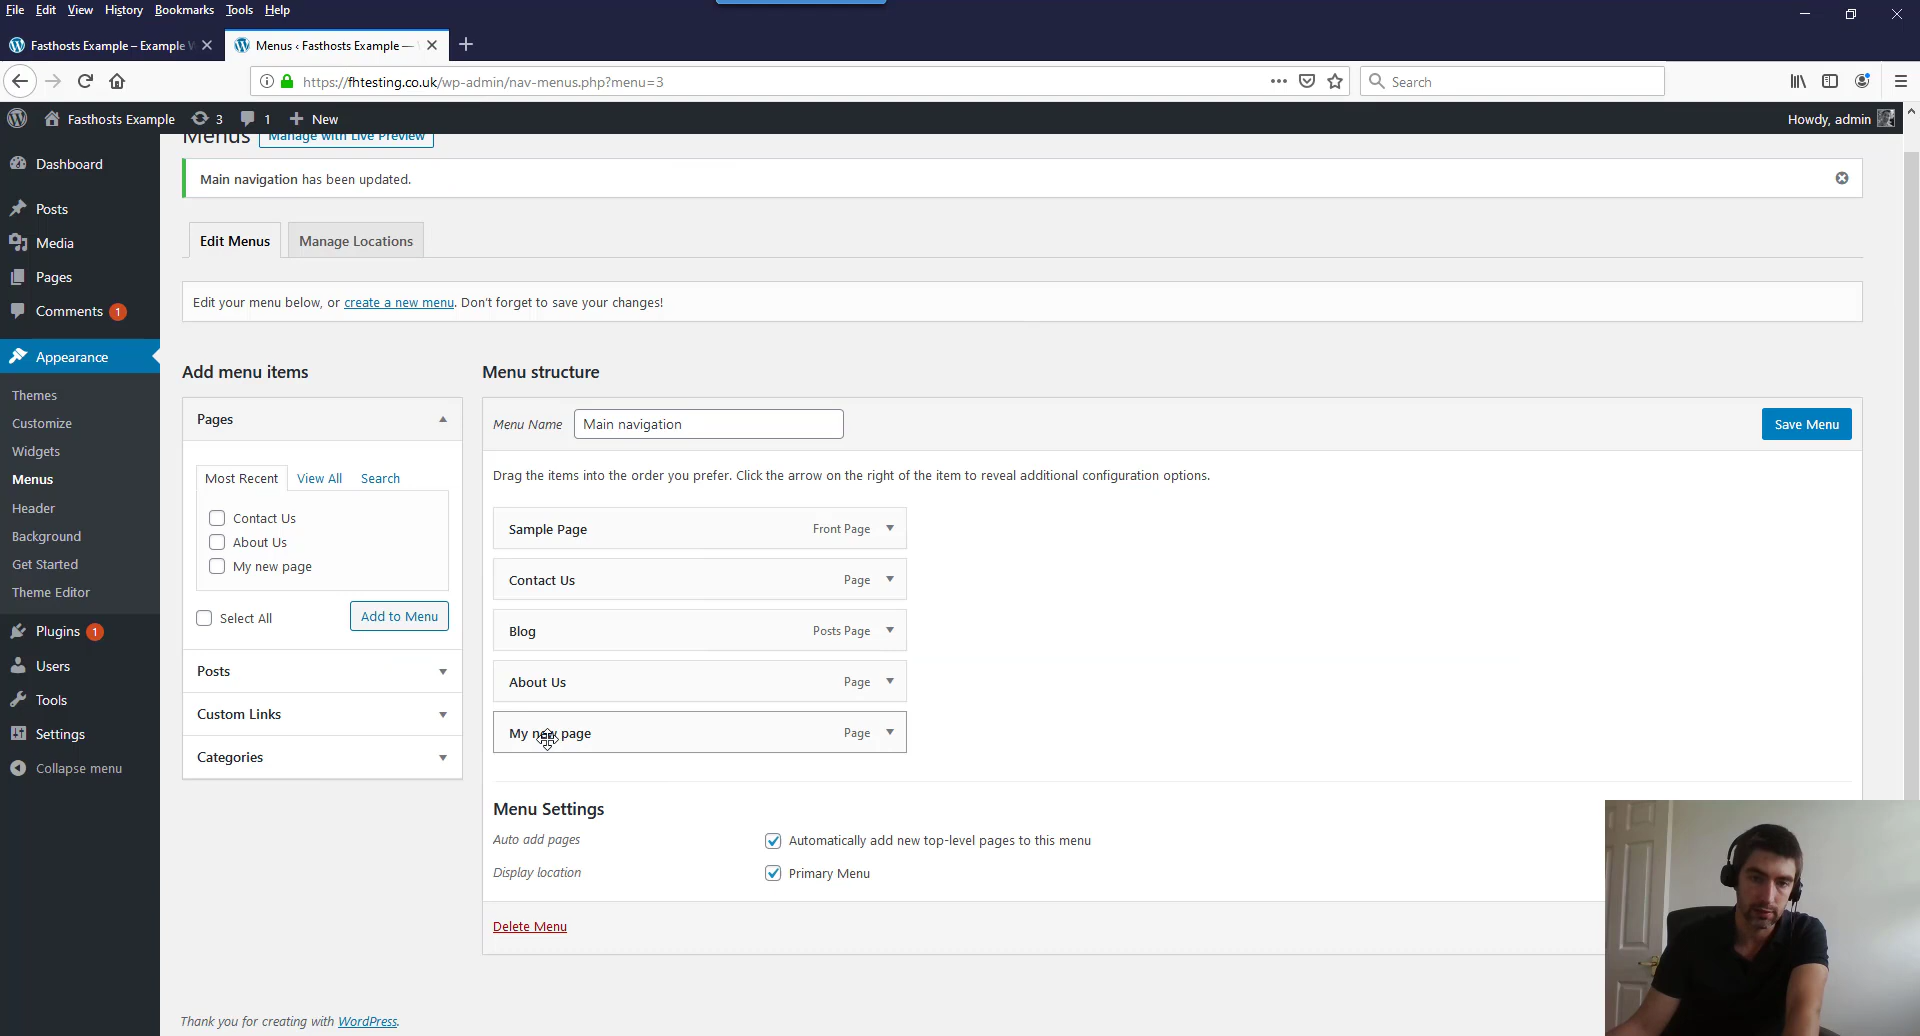 File Edit View History Bookmarks Tools Help
Fasthosts Example – Example W
Menus ‹ Fasthosts Example —
https://fhtesting.co.uk/wp-admin/nav-menus.php?menu=3
Search
Fasthosts Example 3 1 New
Howdy, admin
Dashboard
Posts
Media
Pages
Comments 1
Appearance
Themes
Customize
Widgets
Menus
Header
Background
Get Started
Theme Editor
Plugins 1
Users
Tools
Settings
Collapse menu
Menus Manage with Live Preview
Main navigation has been updated.
Edit Menus Manage Locations
Edit your menu below, or create a new menu. Don't forget to save your changes!
Add menu items
Pages
Most Recent View All Search
Contact Us
About Us
My new page
Select All Add to Menu
Posts
Custom Links
Categories
Menu structure
Menu Name Main navigation Save Menu
Drag the items into the order you prefer. Click the arrow on the right of the item to reveal additional configuration options.
Sample Page Front Page
Contact Us Page
Blog Posts Page
About Us Page
My new page Page
Menu Settings
Auto add pages Automatically add new top-level pages to this menu
Display location Primary Menu
Delete Menu
Thank you for creating with WordPress.